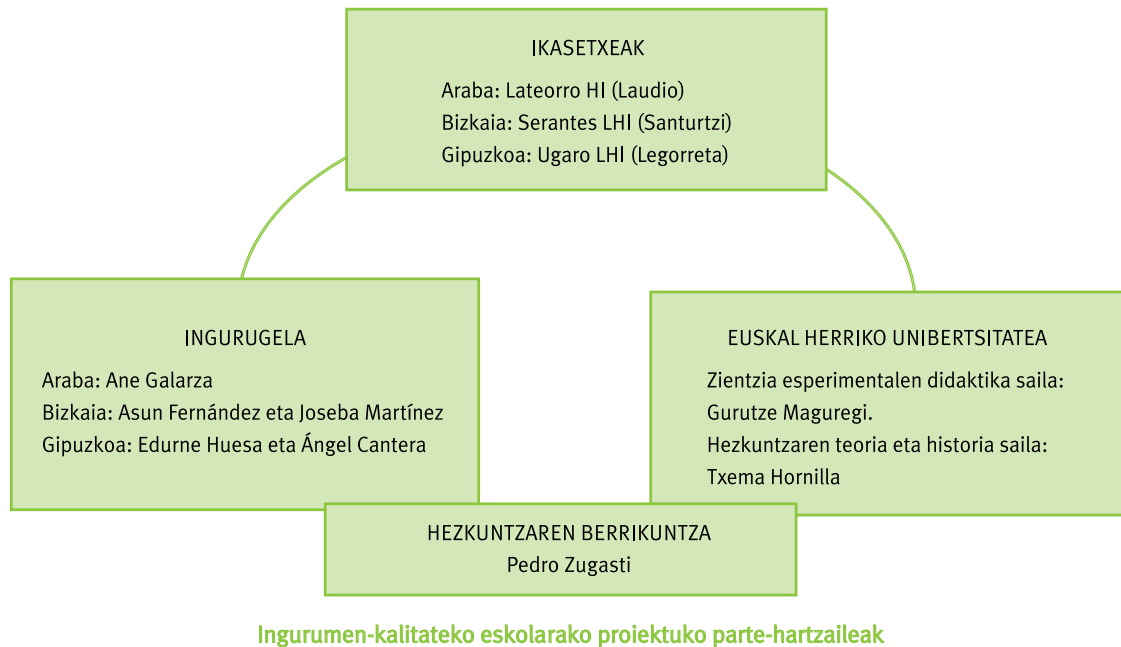 IKASETXEAK
Araba: Lateorro HI (Laudio)
Bizkaia: Serantes LHI (Santurtzi)
Gipuzkoa: Ugaro LHI (Legorreta)
INGURUGELA
Araba: Ane Galarza
Bizkaia: Asun Fernández eta Joseba Martínez
Gipuzkoa: Edurne Huesa eta Ángel Cantera
EUSKAL HERRIKO UNIBERTSITATEA
Zientzia esperimentalen didaktika saila:
Gurutze Maguregi.
Hezkuntzaren teoria eta historia saila:
Txema Hornilla
HEZKUNTZAREN BERRIKUNTZA
Pedro Zugasti
Ingurumen-kalitateko eskolarako proiektuko parte-hartzaileak